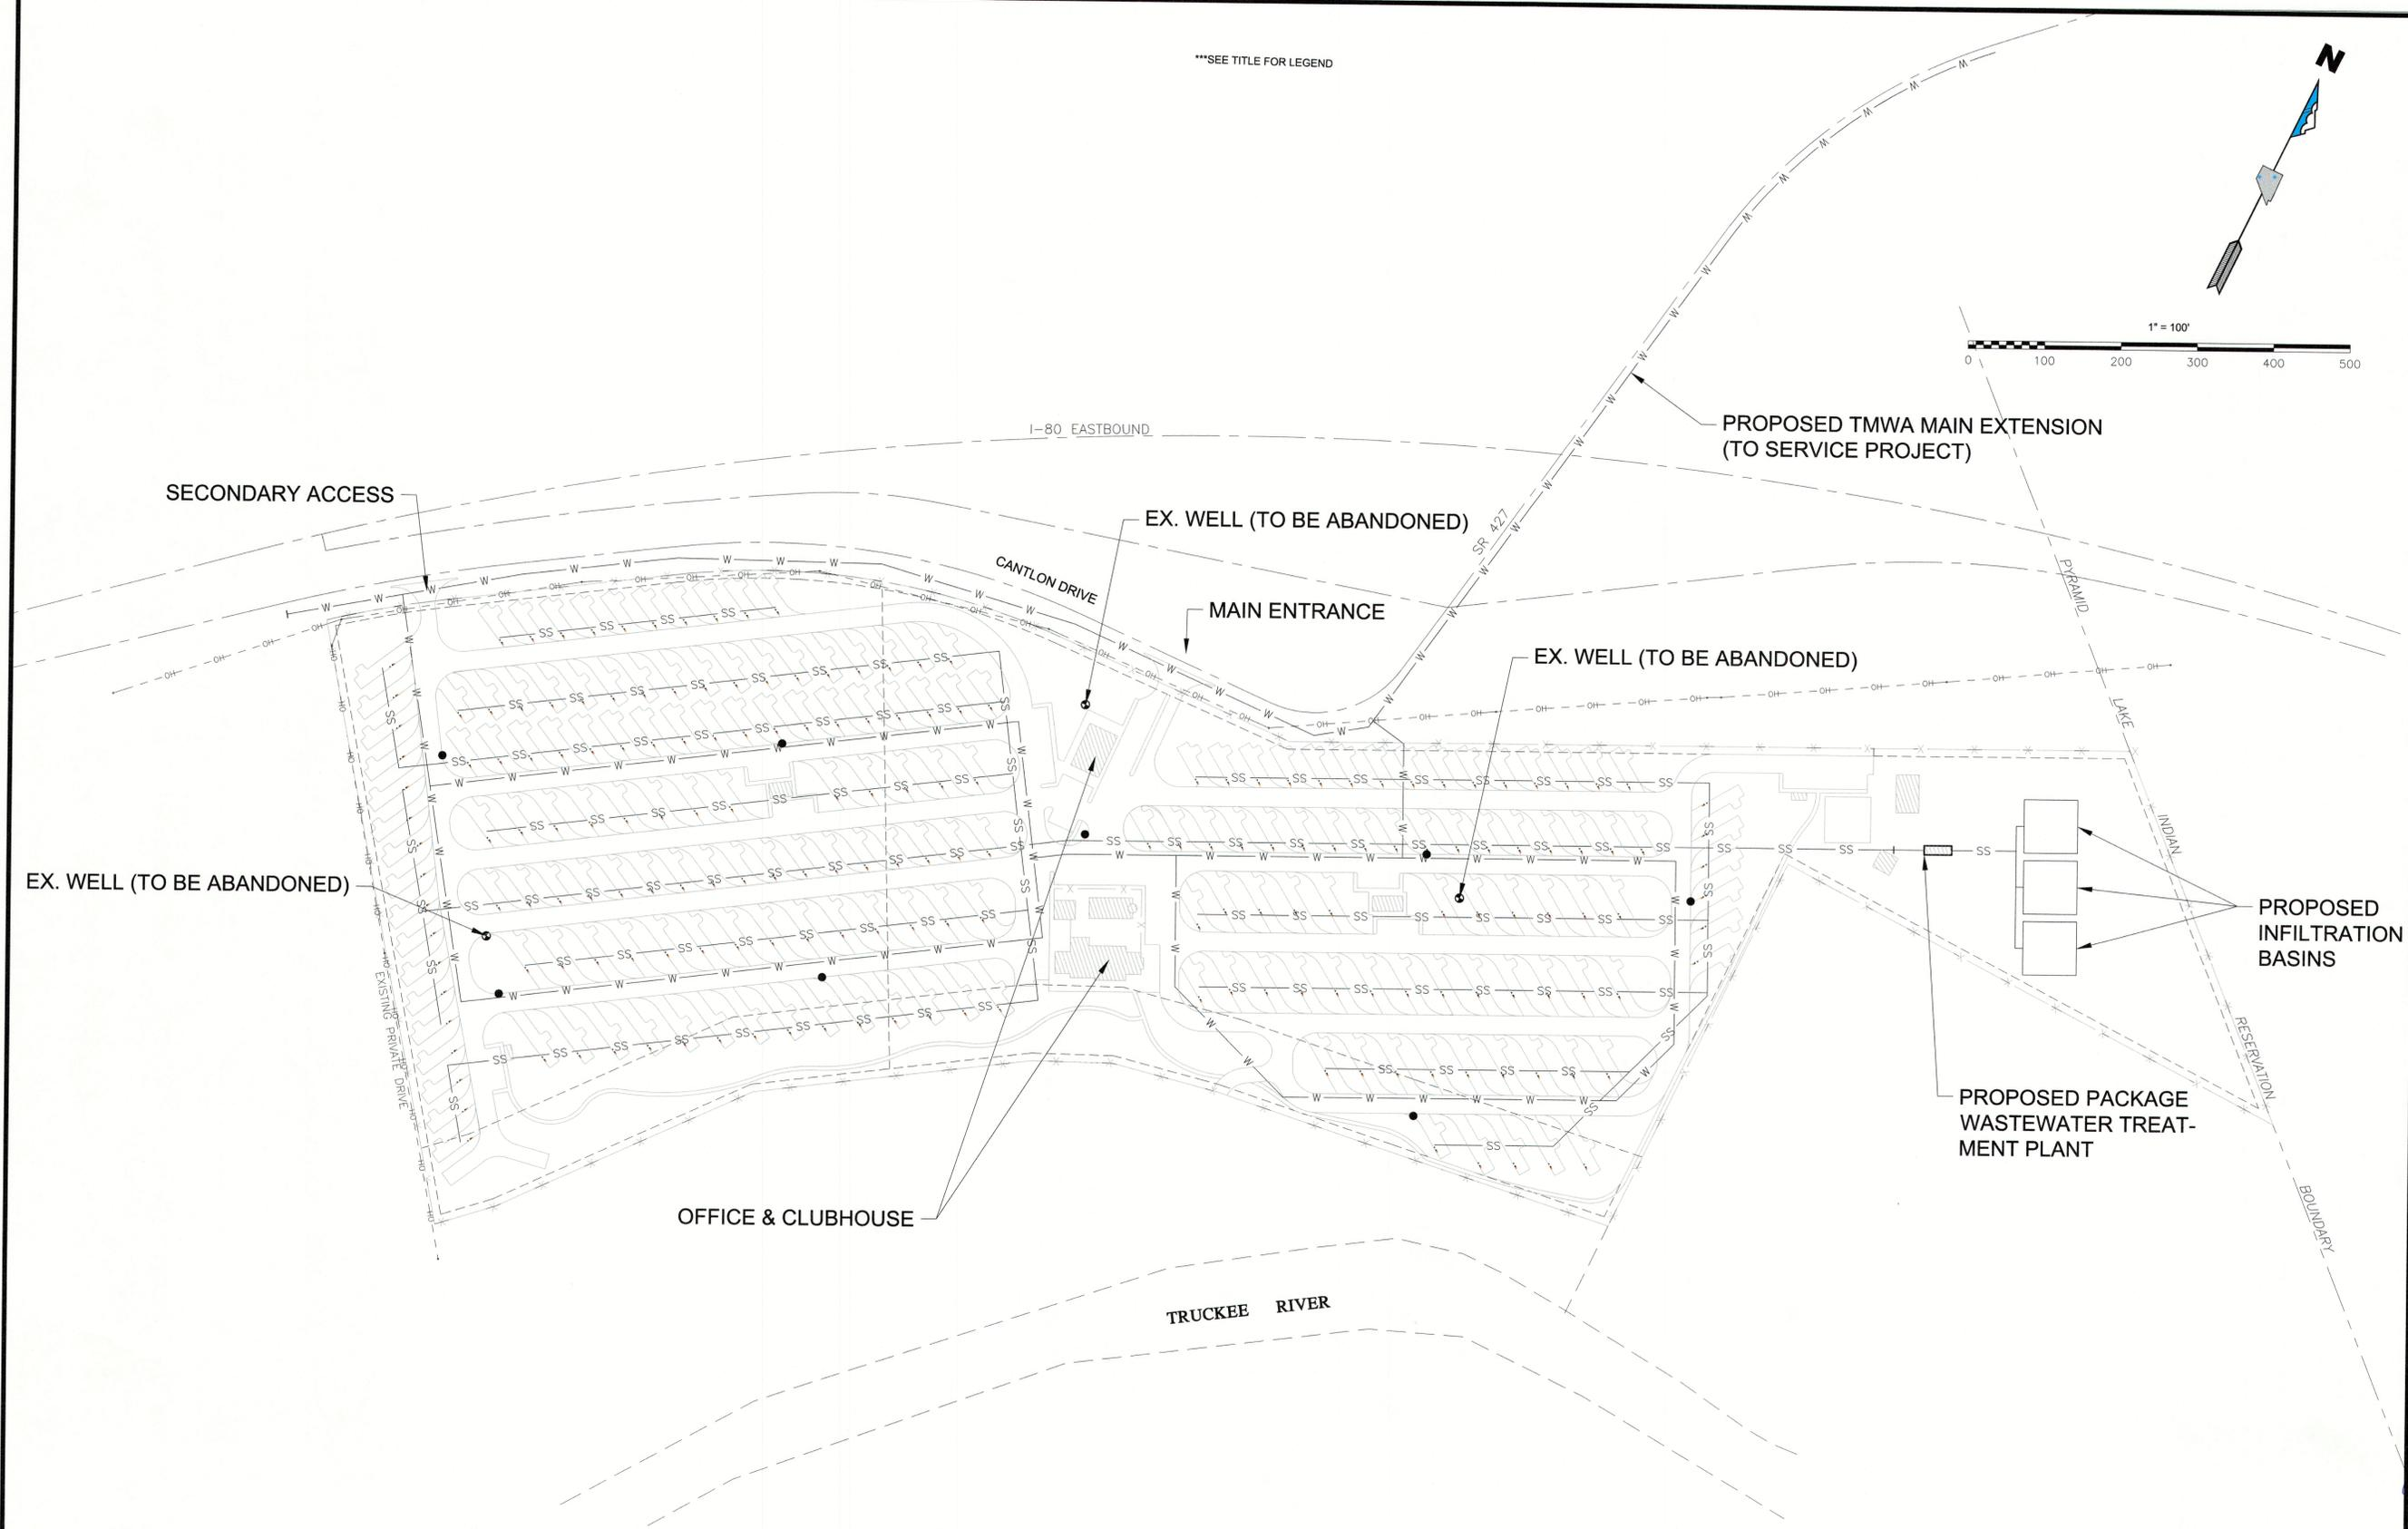 ***SEE TITLE FOR LEGEND
N
1" = 100'
0 100 200 300 400 500
PROPOSED TMWA MAIN EXTENSION
(TO SERVICE PROJECT)
I-80 EASTBOUND
SECONDARY ACCESS
EX. WELL (TO BE ABANDONED)
SR 427
CANTLON DRIVE
MAIN ENTRANCE
EX. WELL (TO BE ABANDONED)
PYRAMID
LAKE
INDIAN
RESERVATION
BOUNDARY
EX. WELL (TO BE ABANDONED)
EXISTING PRIVATE DRIVE
PROPOSED
INFILTRATION
BASINS
PROPOSED PACKAGE
WASTEWATER TREAT-
MENT PLANT
OFFICE & CLUBHOUSE
TRUCKEE RIVER